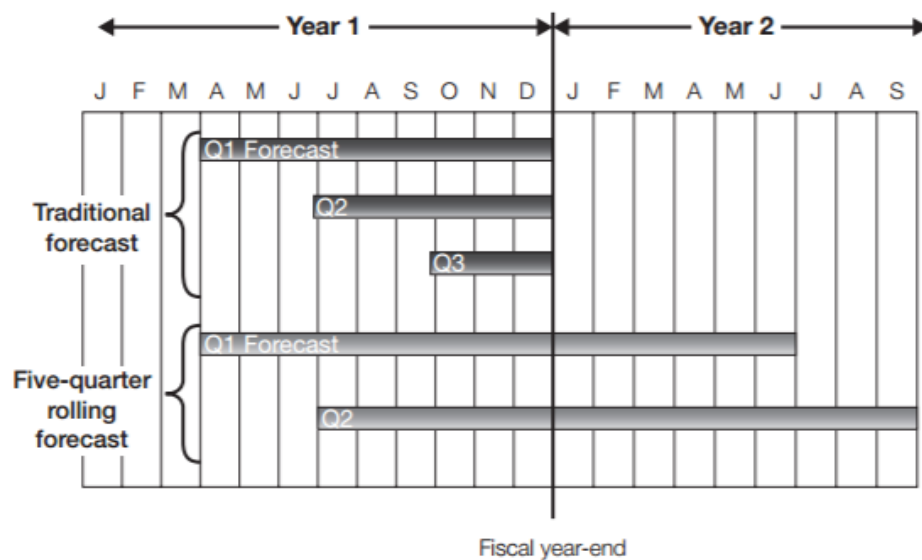 Year 1 Year 2
J F M A M J J A S O N D J F M A M J J A S
Q1 Forecast
Traditional
forecast
Q2
Q3
Q1 Forecast
Five-quarter
rolling
forecast
Q2
Fiscal year-end